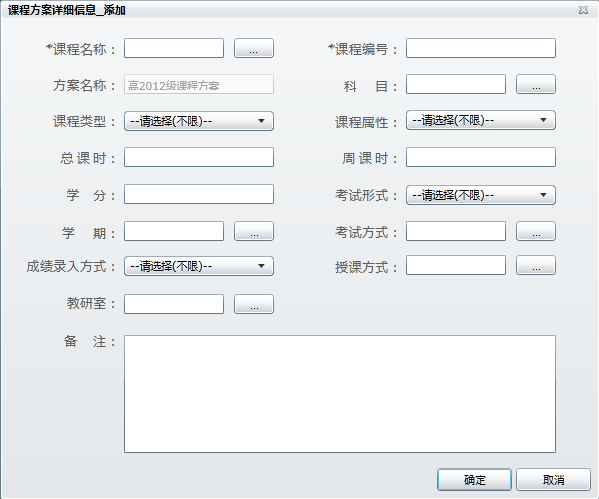 课程方案详细信息_添加
*课程名称： ... *课程编号：
方案名称： 高2012级课程方案 科 目： ...
课程类型： --请选择(不限)-- 课程属性： --请选择(不限)--
总课时： 周课时：
学 分： 考试形式： --请选择(不限)--
学 期： ... 考试方式： ...
成绩录入方式： --请选择(不限)-- 授课方式： ...
教研室： ...
备 注：
确定 取消